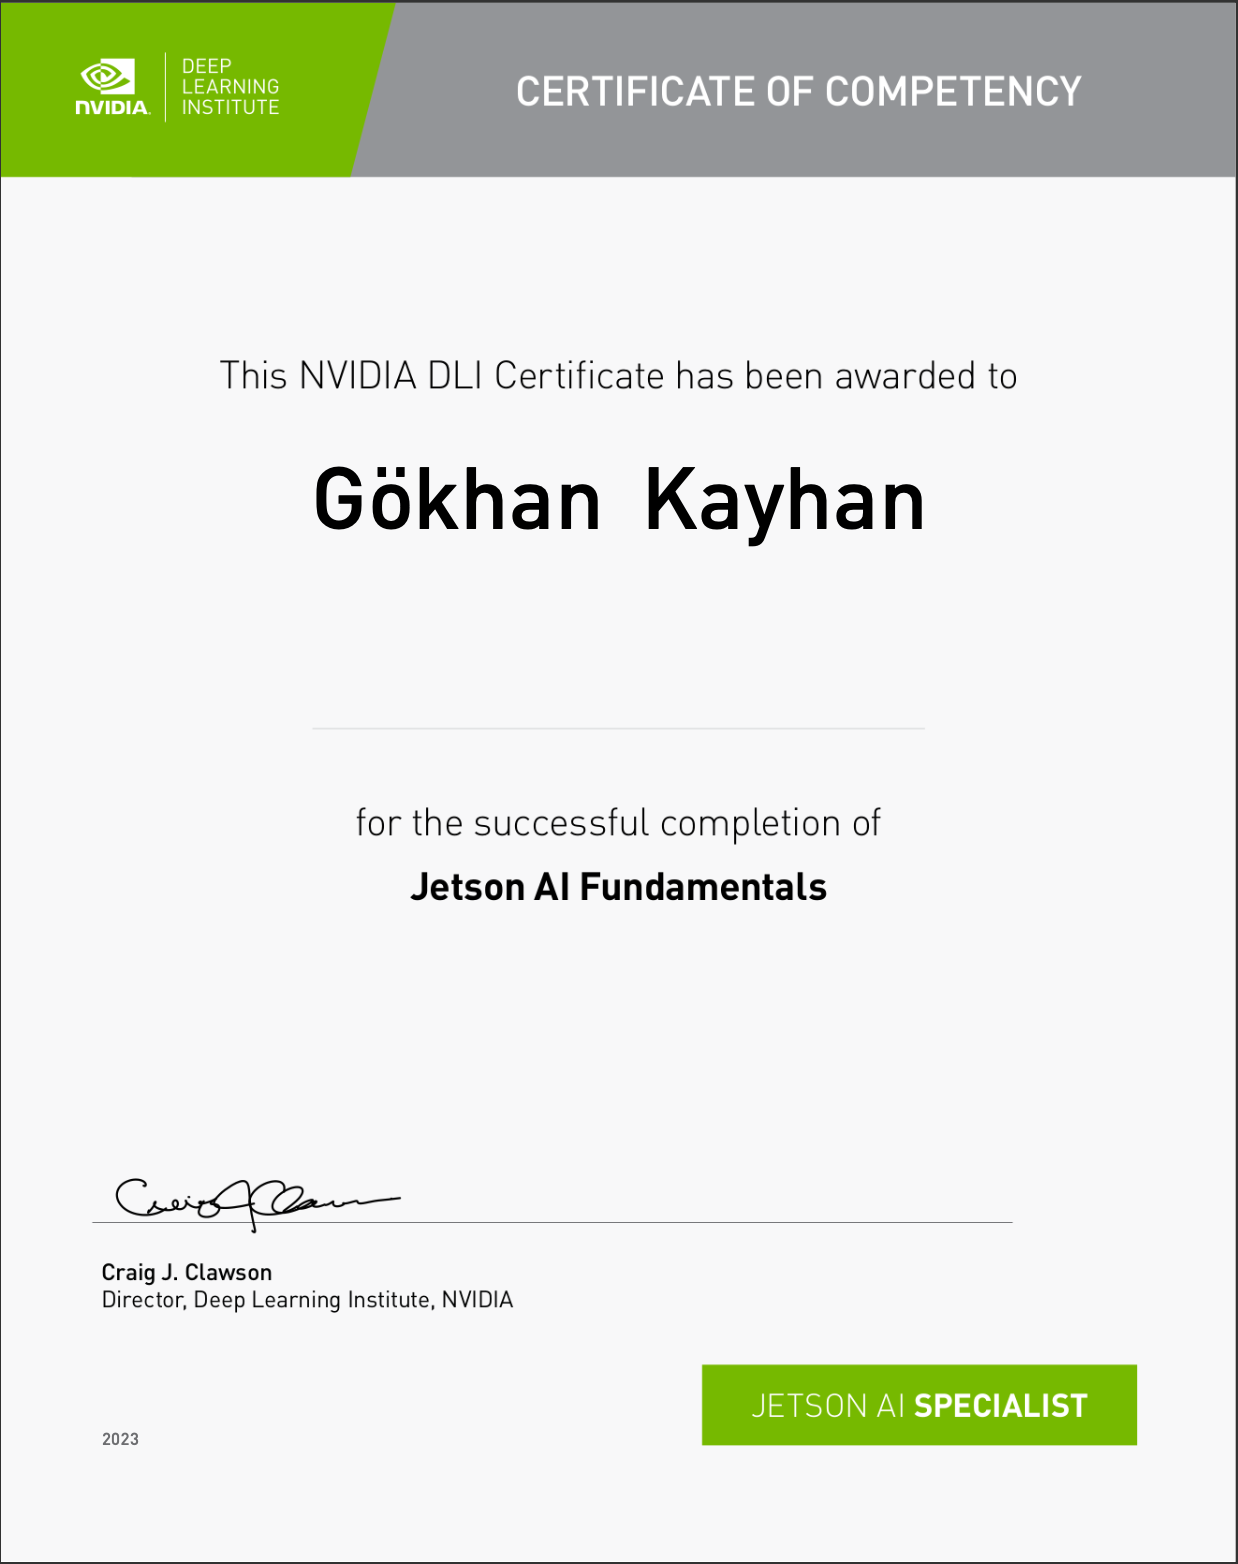 NVIDIA.
DEEP
LEARNING
INSTITUTE
CERTIFICATE OF COMPETENCY
This NVIDIA DLI Certificate has been awarded to
Gökhan Kayhan
for the successful completion of
Jetson AI Fundamentals
Craig J. Clawson
Craig J. Clawson
Director, Deep Learning Institute, NVIDIA
JETSON AI SPECIALIST
2023